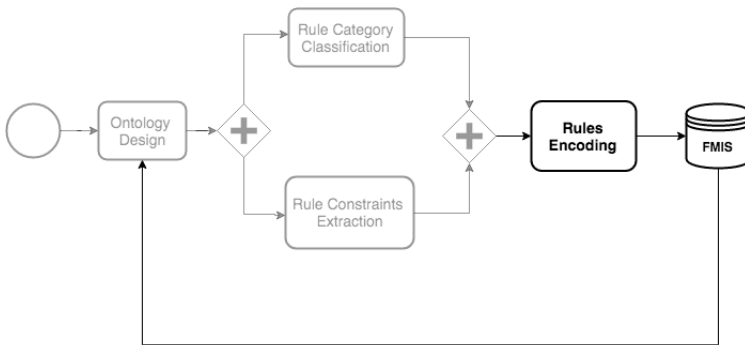 Rule Category
Classification
Ontology
Design
Rules
Encoding
FMIS
Rule Constraints
Extraction